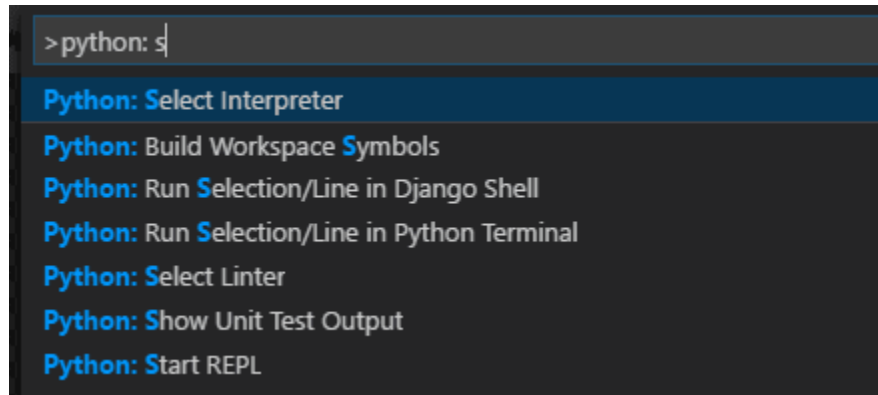 >python: s
Python: Select Interpreter
Python: Build Workspace Symbols
Python: Run Selection/Line in Django Shell
Python: Run Selection/Line in Python Terminal
Python: Select Linter
Python: Show Unit Test Output
Python: Start REPL